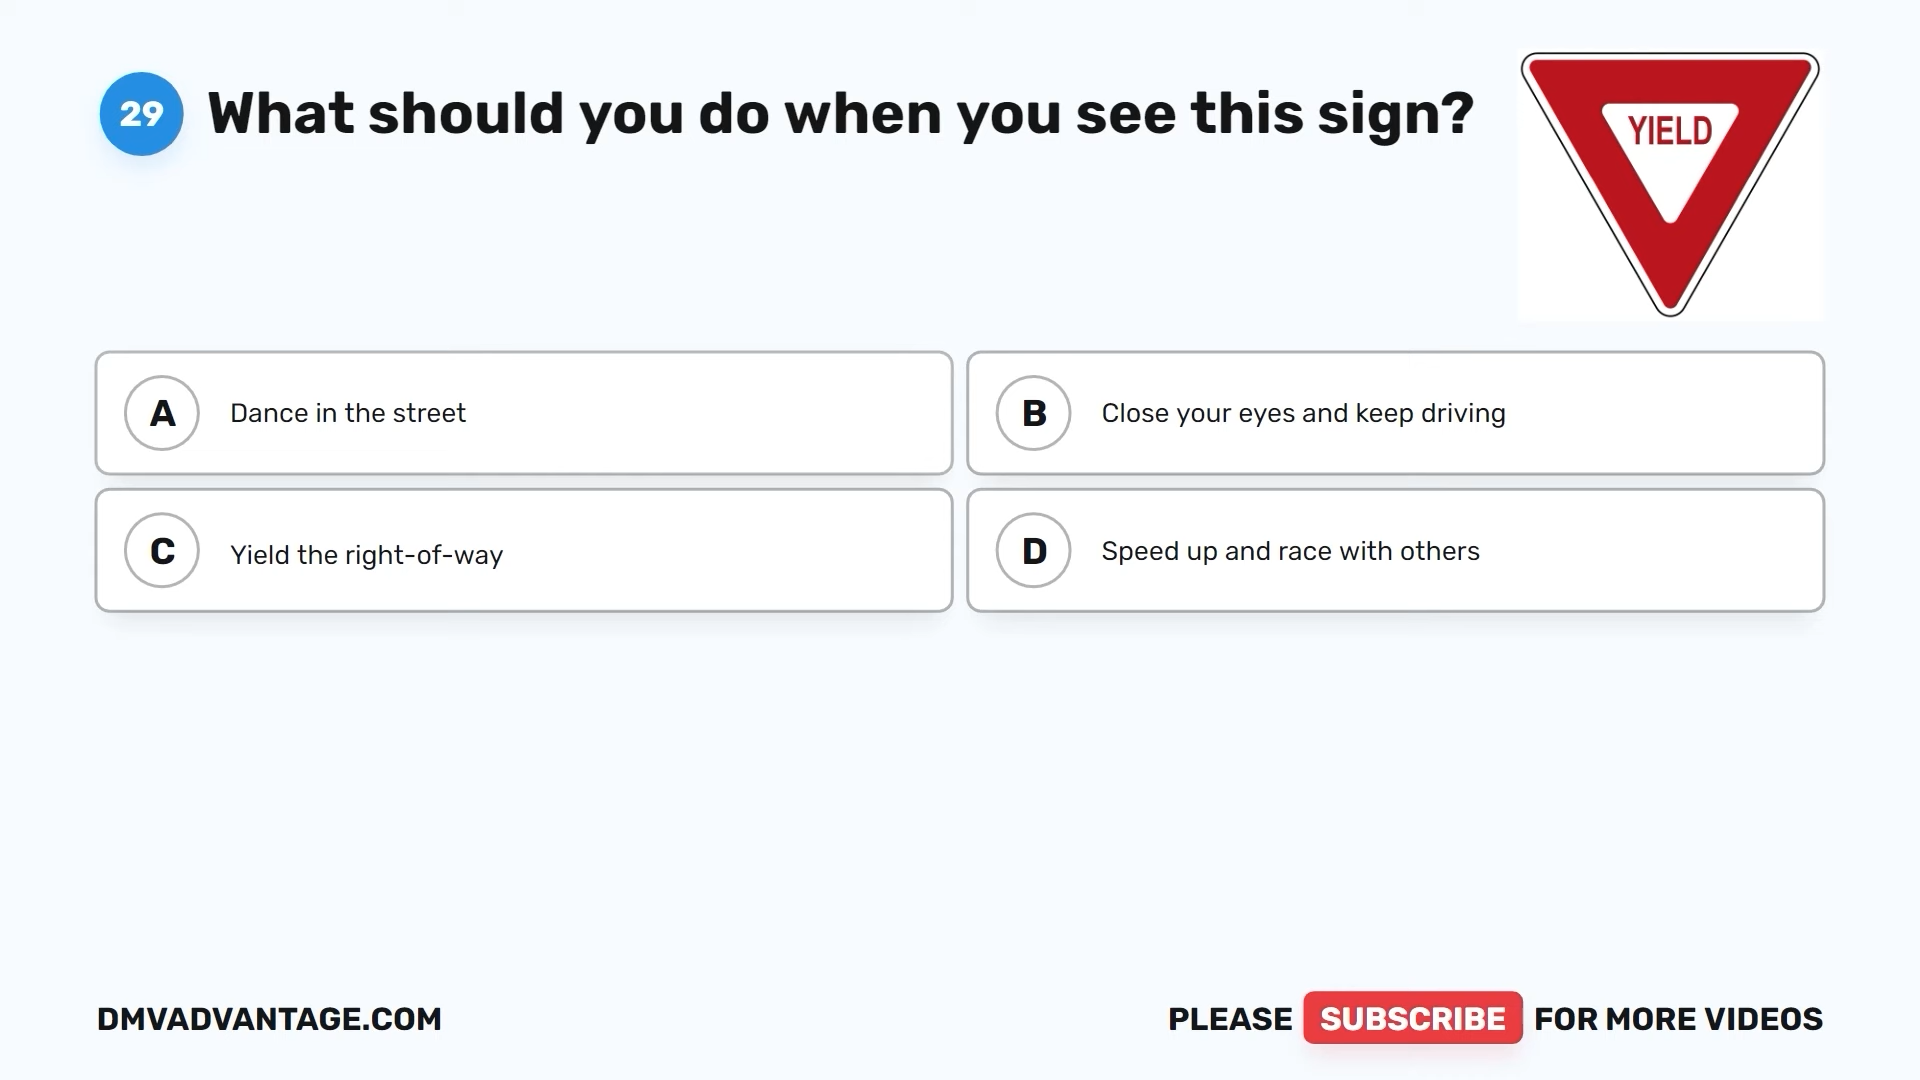 29
What should you do when you see this sign?
YIELD
A
Dance in the street
B
Close your eyes and keep driving
C
Yield the right-of-way
D
Speed up and race with others
DMVADVANTAGE.COM
PLEASE SUBSCRIBE FOR MORE VIDEOS